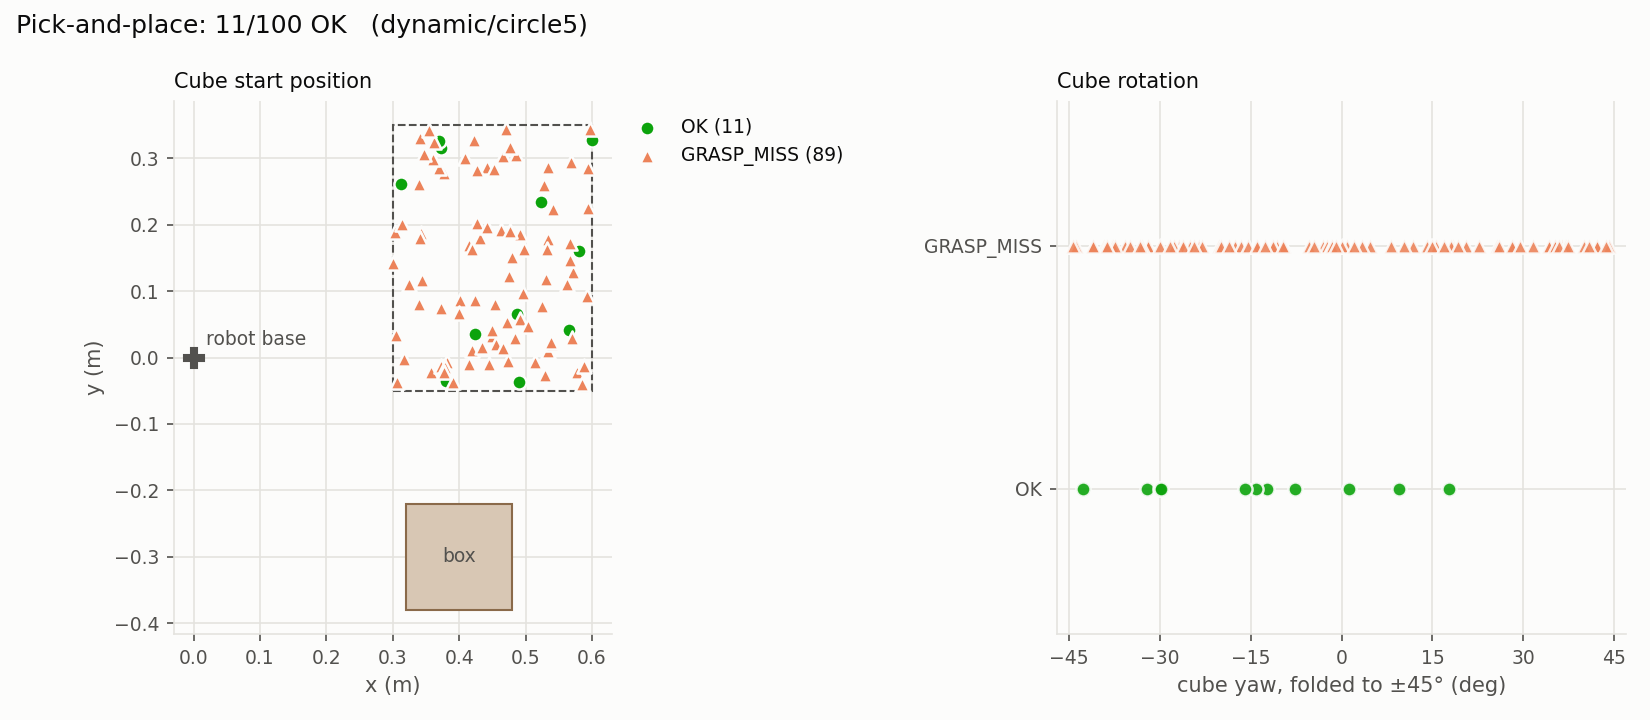 Pick-and-place: 11/100 OK   (dynamic/circle5)
Cube start position
OK (11)
GRASP_MISS (89)
robot base
box
y (m)
0.3
0.2
0.1
0.0
−0.1
−0.2
−0.3
−0.4
0.0 0.1 0.2 0.3 0.4 0.5 0.6
x (m)
Cube rotation
GRASP_MISS
OK
−45 −30 −15 0 15 30 45
cube yaw, folded to ±45° (deg)